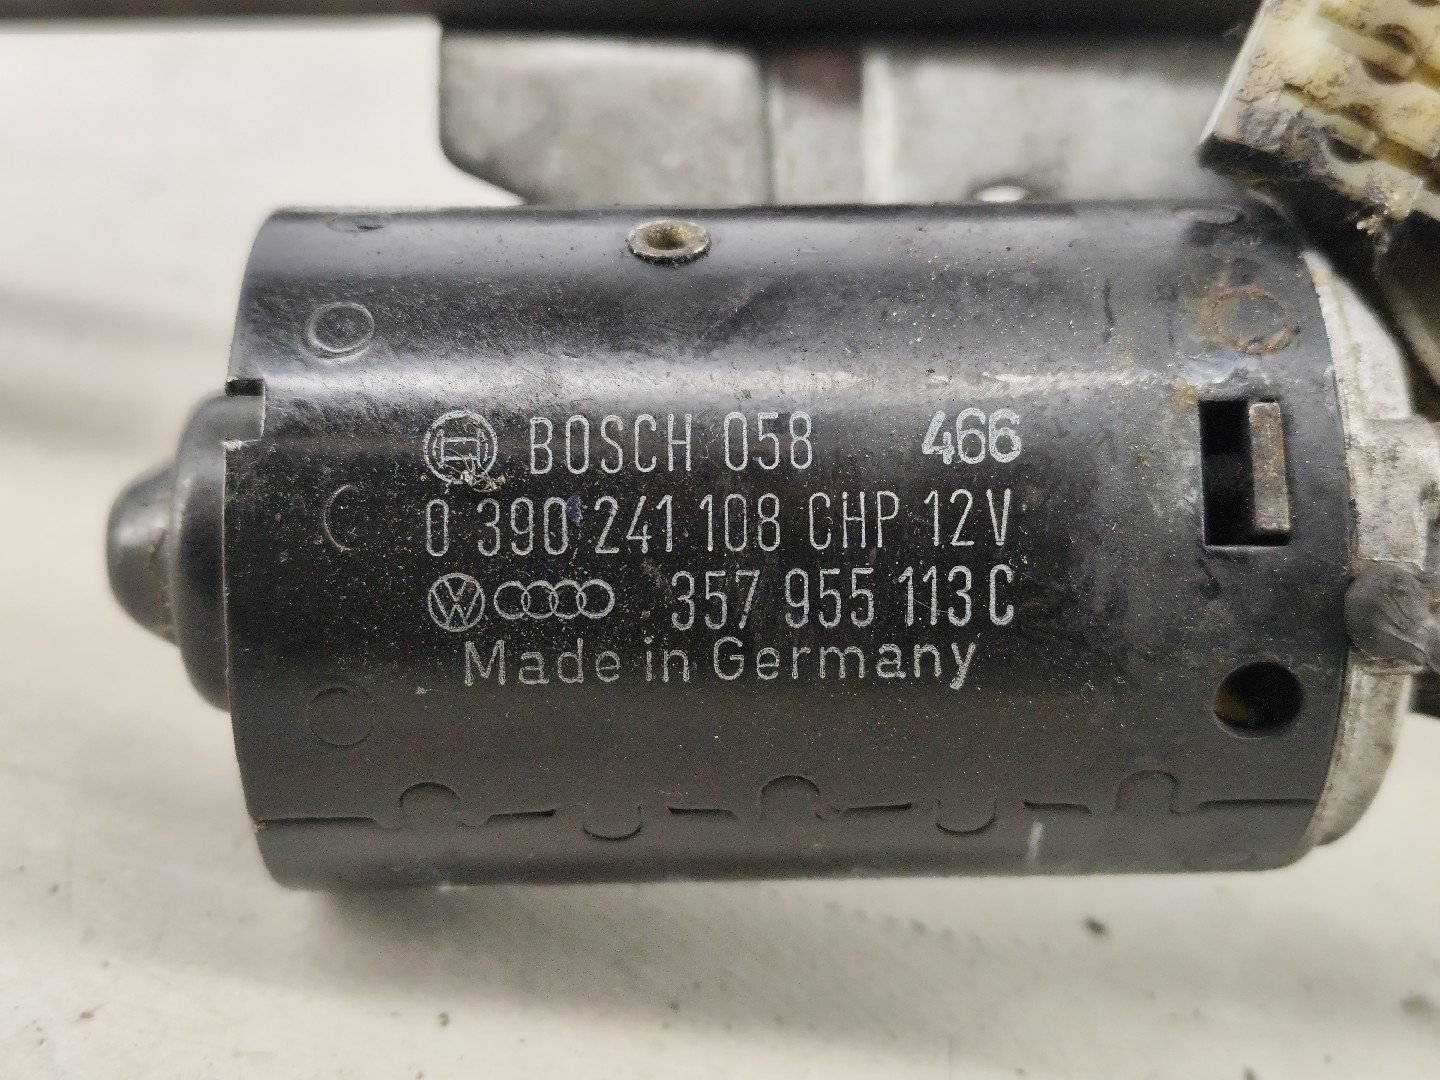 BOSCH 058 466
0 390 241 108 CHP 12V
357 955 113 C
Made in Germany